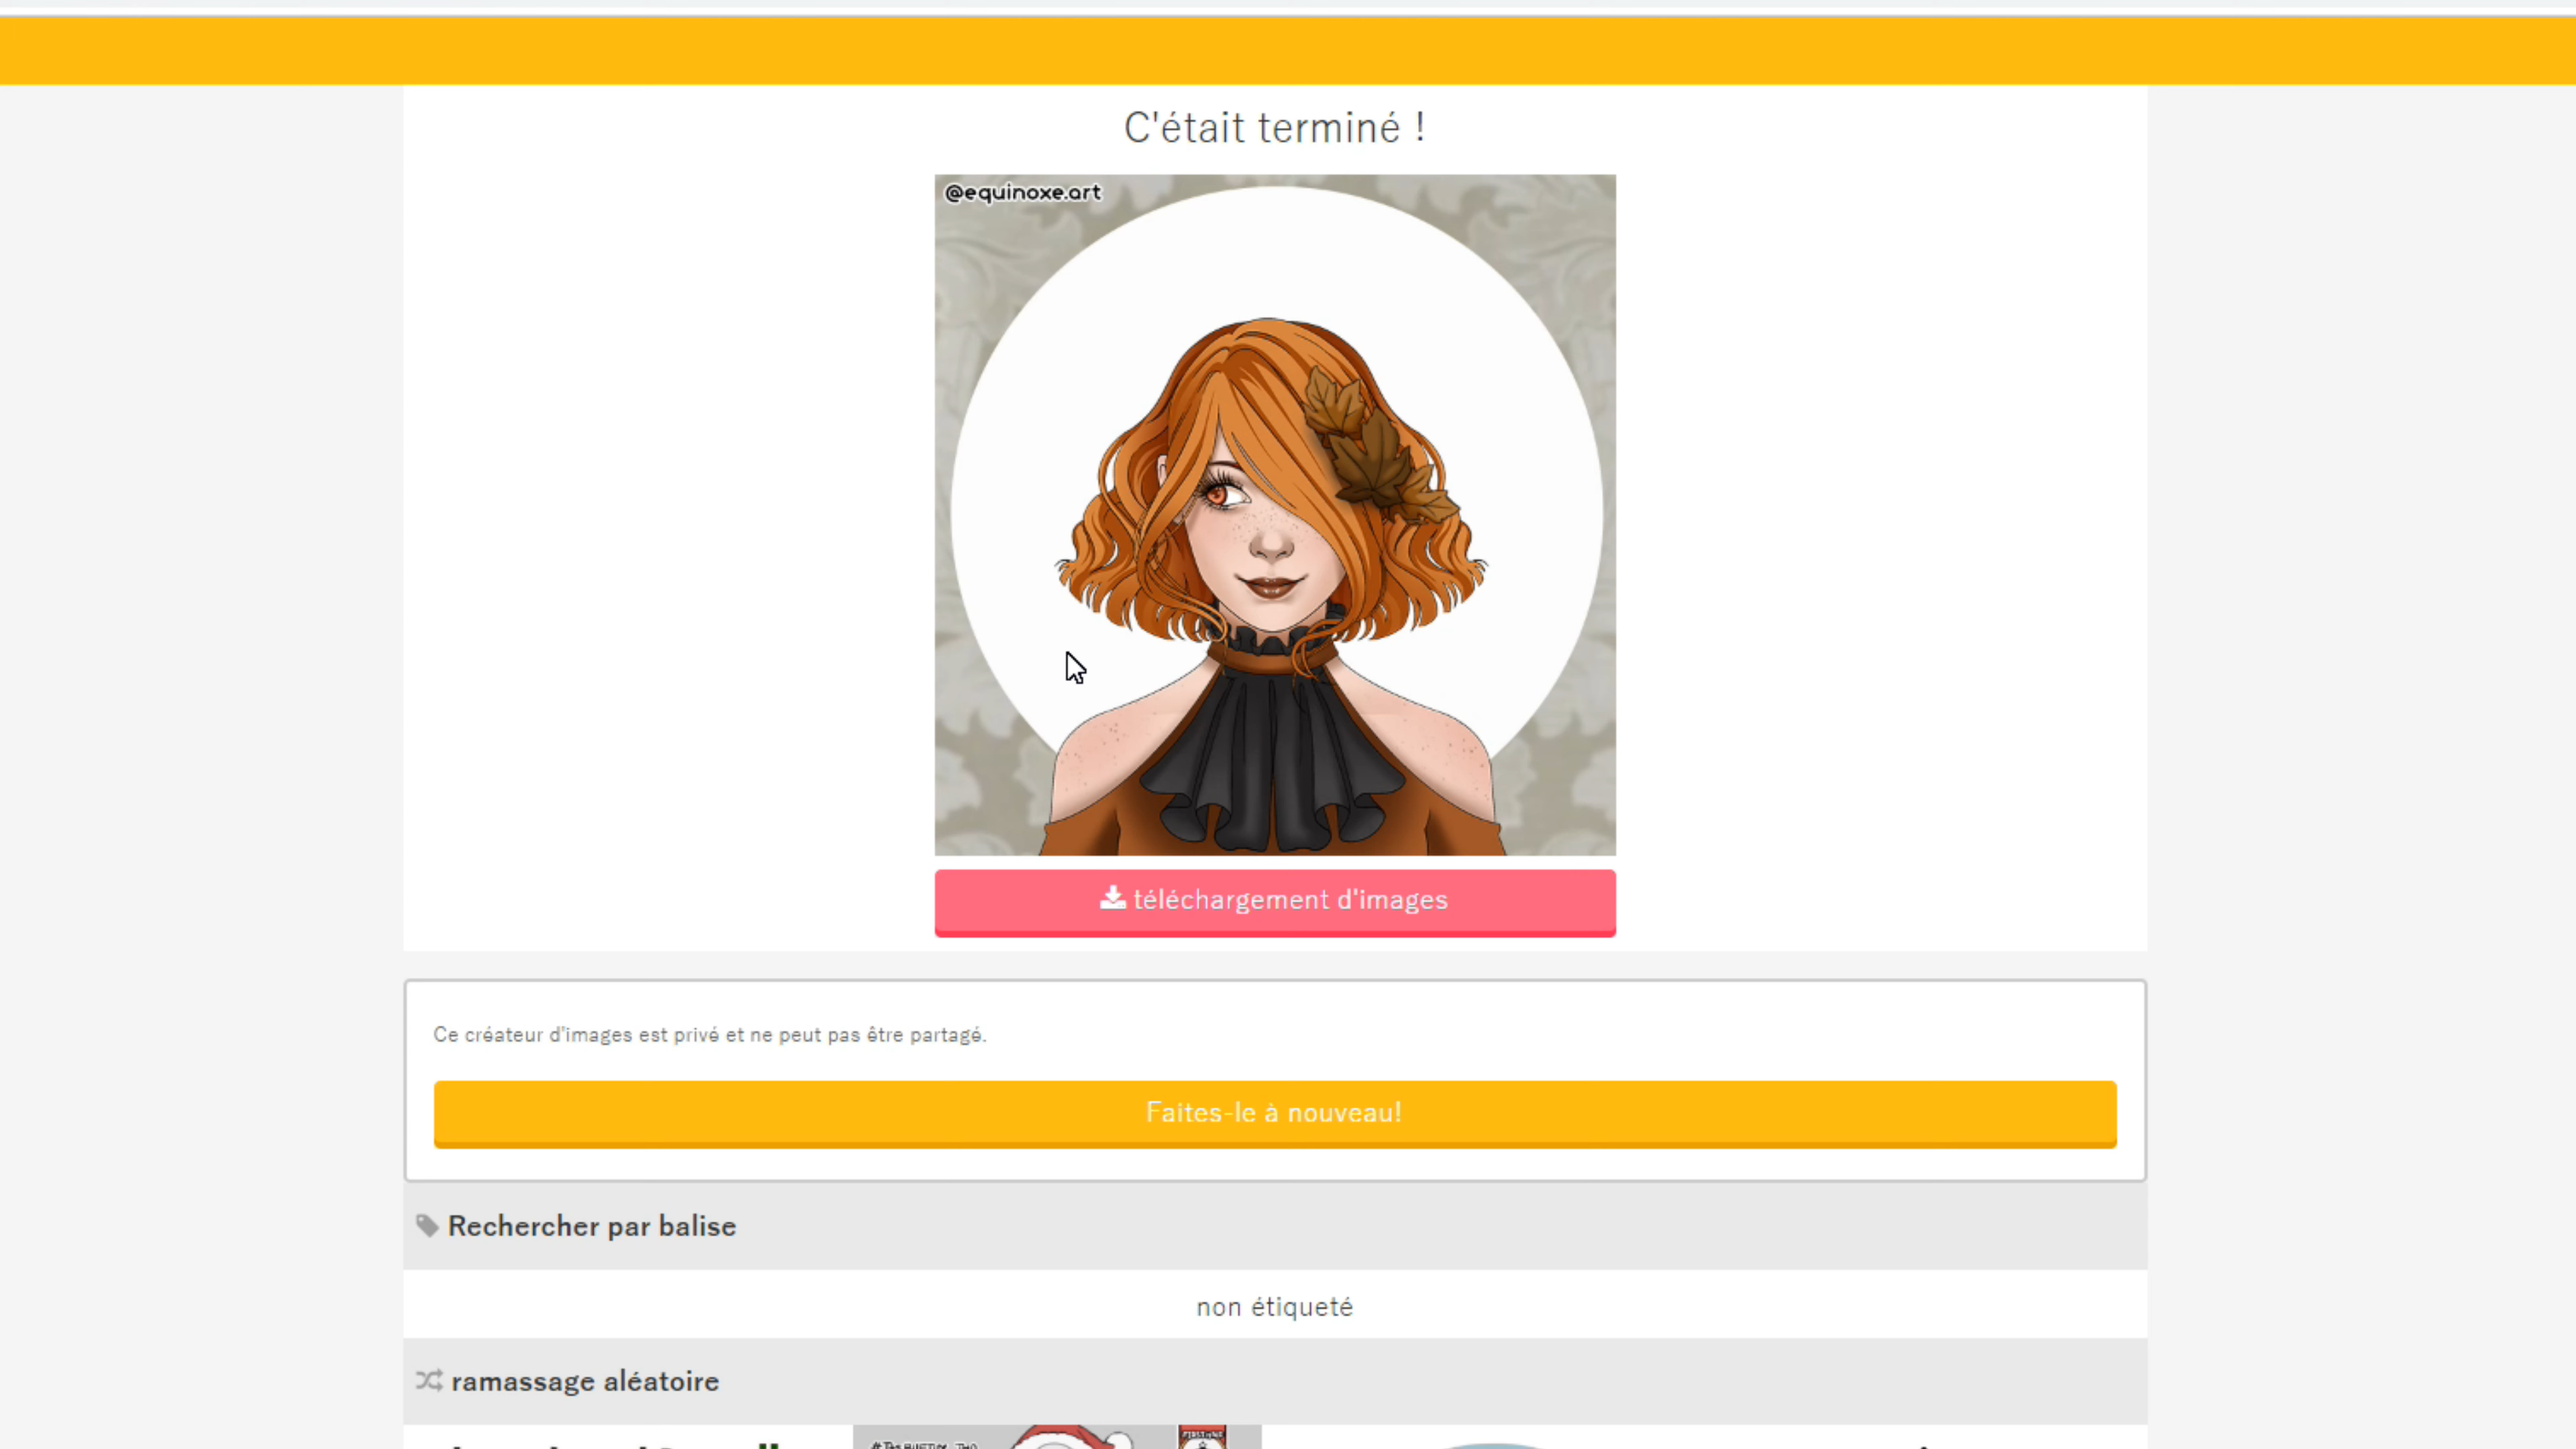 C'était terminé !
@equinoxe.art
téléchargement d'images
Ce créateur d'images est privé et ne peut pas être partagé.
Faites-le à nouveau!
Rechercher par balise
non étiqueté
ramassage aléatoire